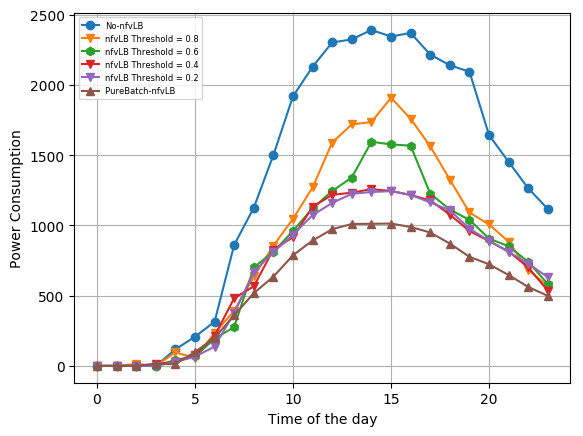 No-nfvLB
nfvLB Threshold = 0.8
nfvLB Threshold = 0.6
nfvLB Threshold = 0.4
nfvLB Threshold = 0.2
PureBatch-nfvLB
2500
2000
1500
1000
500
0
Power Consumption
0 5 10 15 20
Time of the day